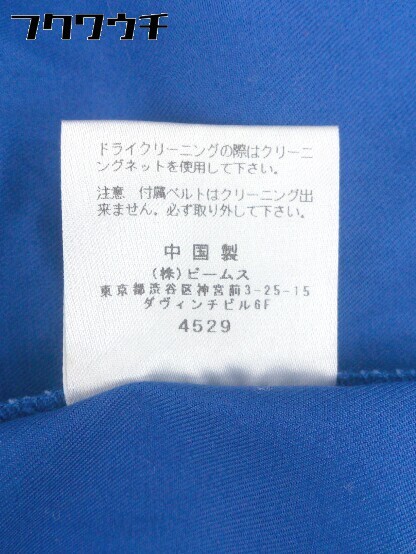 フクワウチ
ドライクリーニングの際はクリーニ
ングネットを使用して下さい。
注意 付属ベルトはクリーニング出
来ません。必ず取り外して下さい。
中国製
(株)ビームス
東京都渋谷区神宮前3-25-15
ダヴィンチビル6F
4529